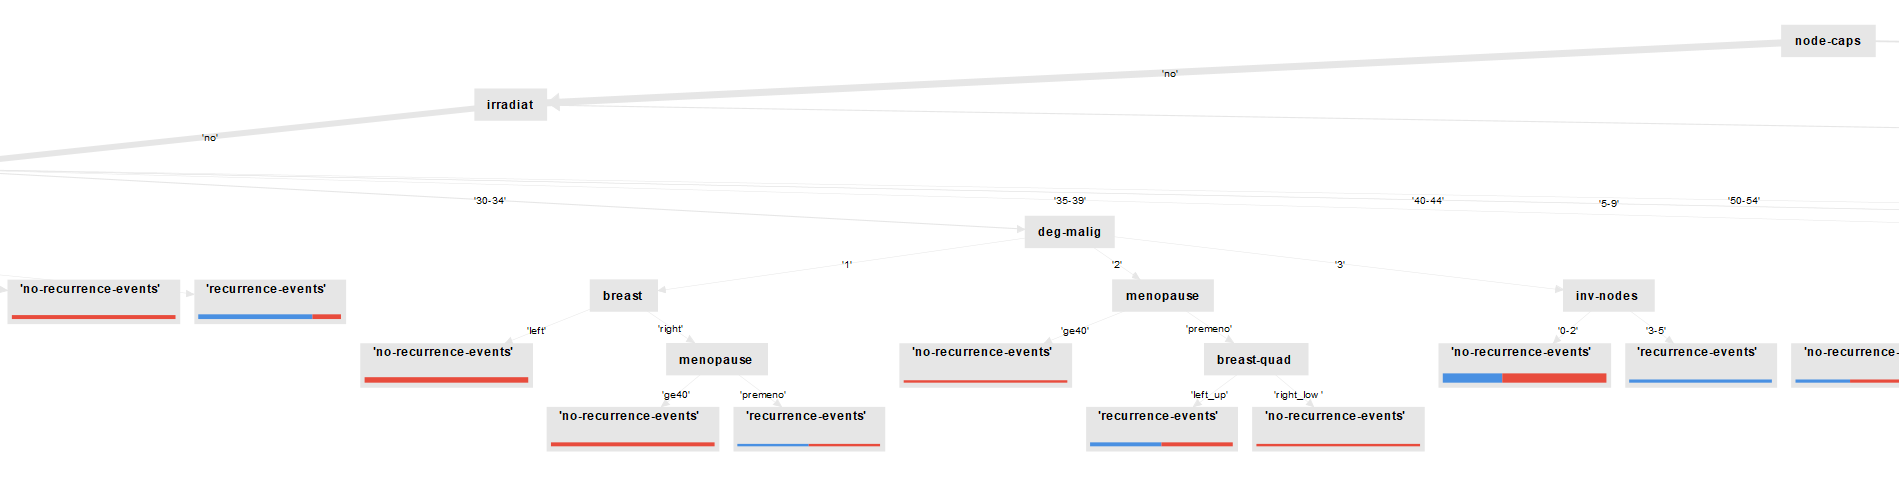 node-caps
'no'
irradiat
'no'
'30-34'
'35-39'
'40-44'
'5-9'
'50-54'
deg-malig
'1'
'2'
'3'
'no-recurrence-events'
'recurrence-events'
breast
menopause
inv-nodes
'left'
'right'
'ge40'
'premeno'
'0-2'
'3-5'
'no-recurrence-events'
menopause
'no-recurrence-events'
breast-quad
'no-recurrence-events'
'recurrence-events'
'no-recurrence-
'ge40'
'premeno'
'left_up'
'right_low '
'no-recurrence-events'
'recurrence-events'
'recurrence-events'
'no-recurrence-events'